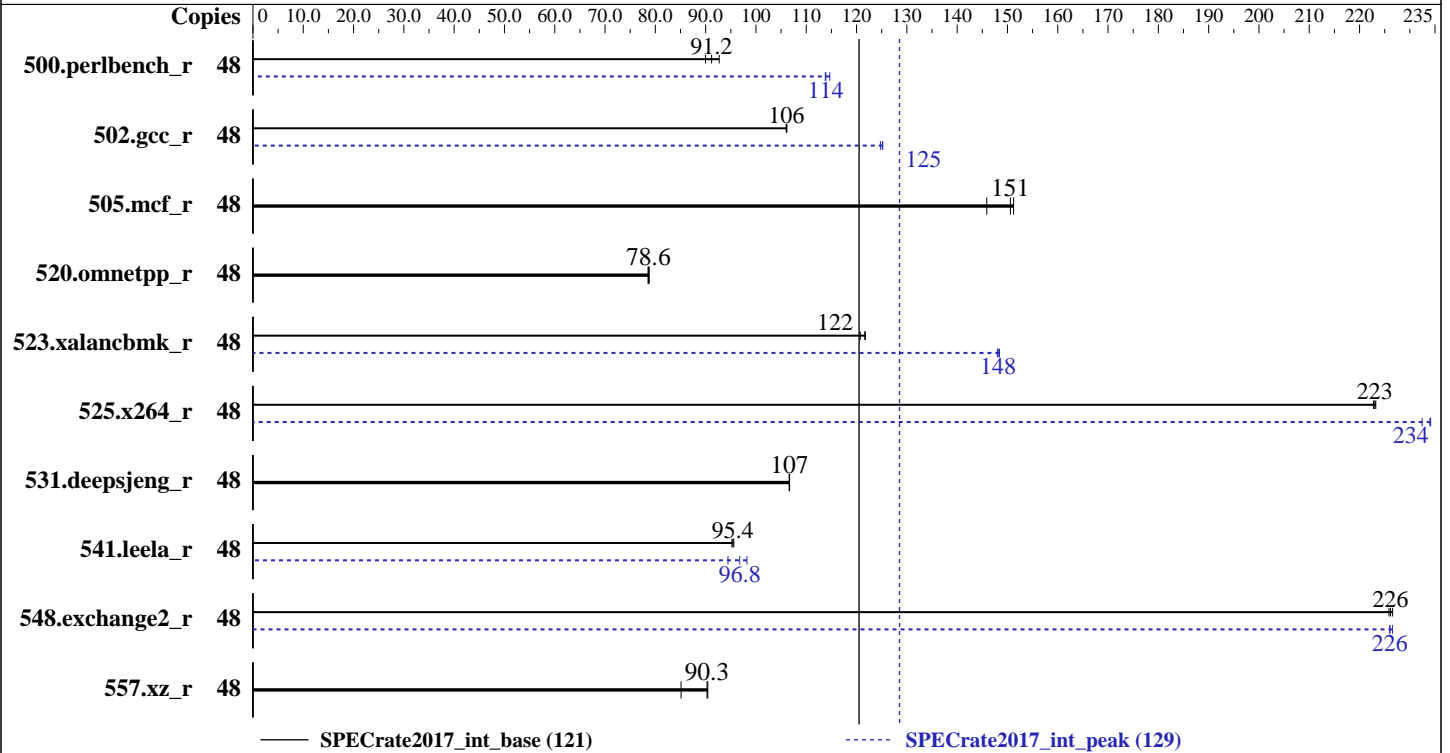 Copies 0 10.0 20.0 30.0 40.0 50.0 60.0 70.0 80.0 90.0 100 110 120 130 140 150 160 170 180 190 200 210 220 235
500.perlbench_r 48 91.2
114
502.gcc_r 48 106
125
505.mcf_r 48 151
520.omnetpp_r 48 78.6
523.xalancbmk_r 48 122
148
525.x264_r 48 223
234
531.deepsjeng_r 48 107
541.leela_r 48 95.4
96.8
548.exchange2_r 48 226
226
557.xz_r 48 90.3
SPECrate2017_int_base (121) SPECrate2017_int_peak (129)